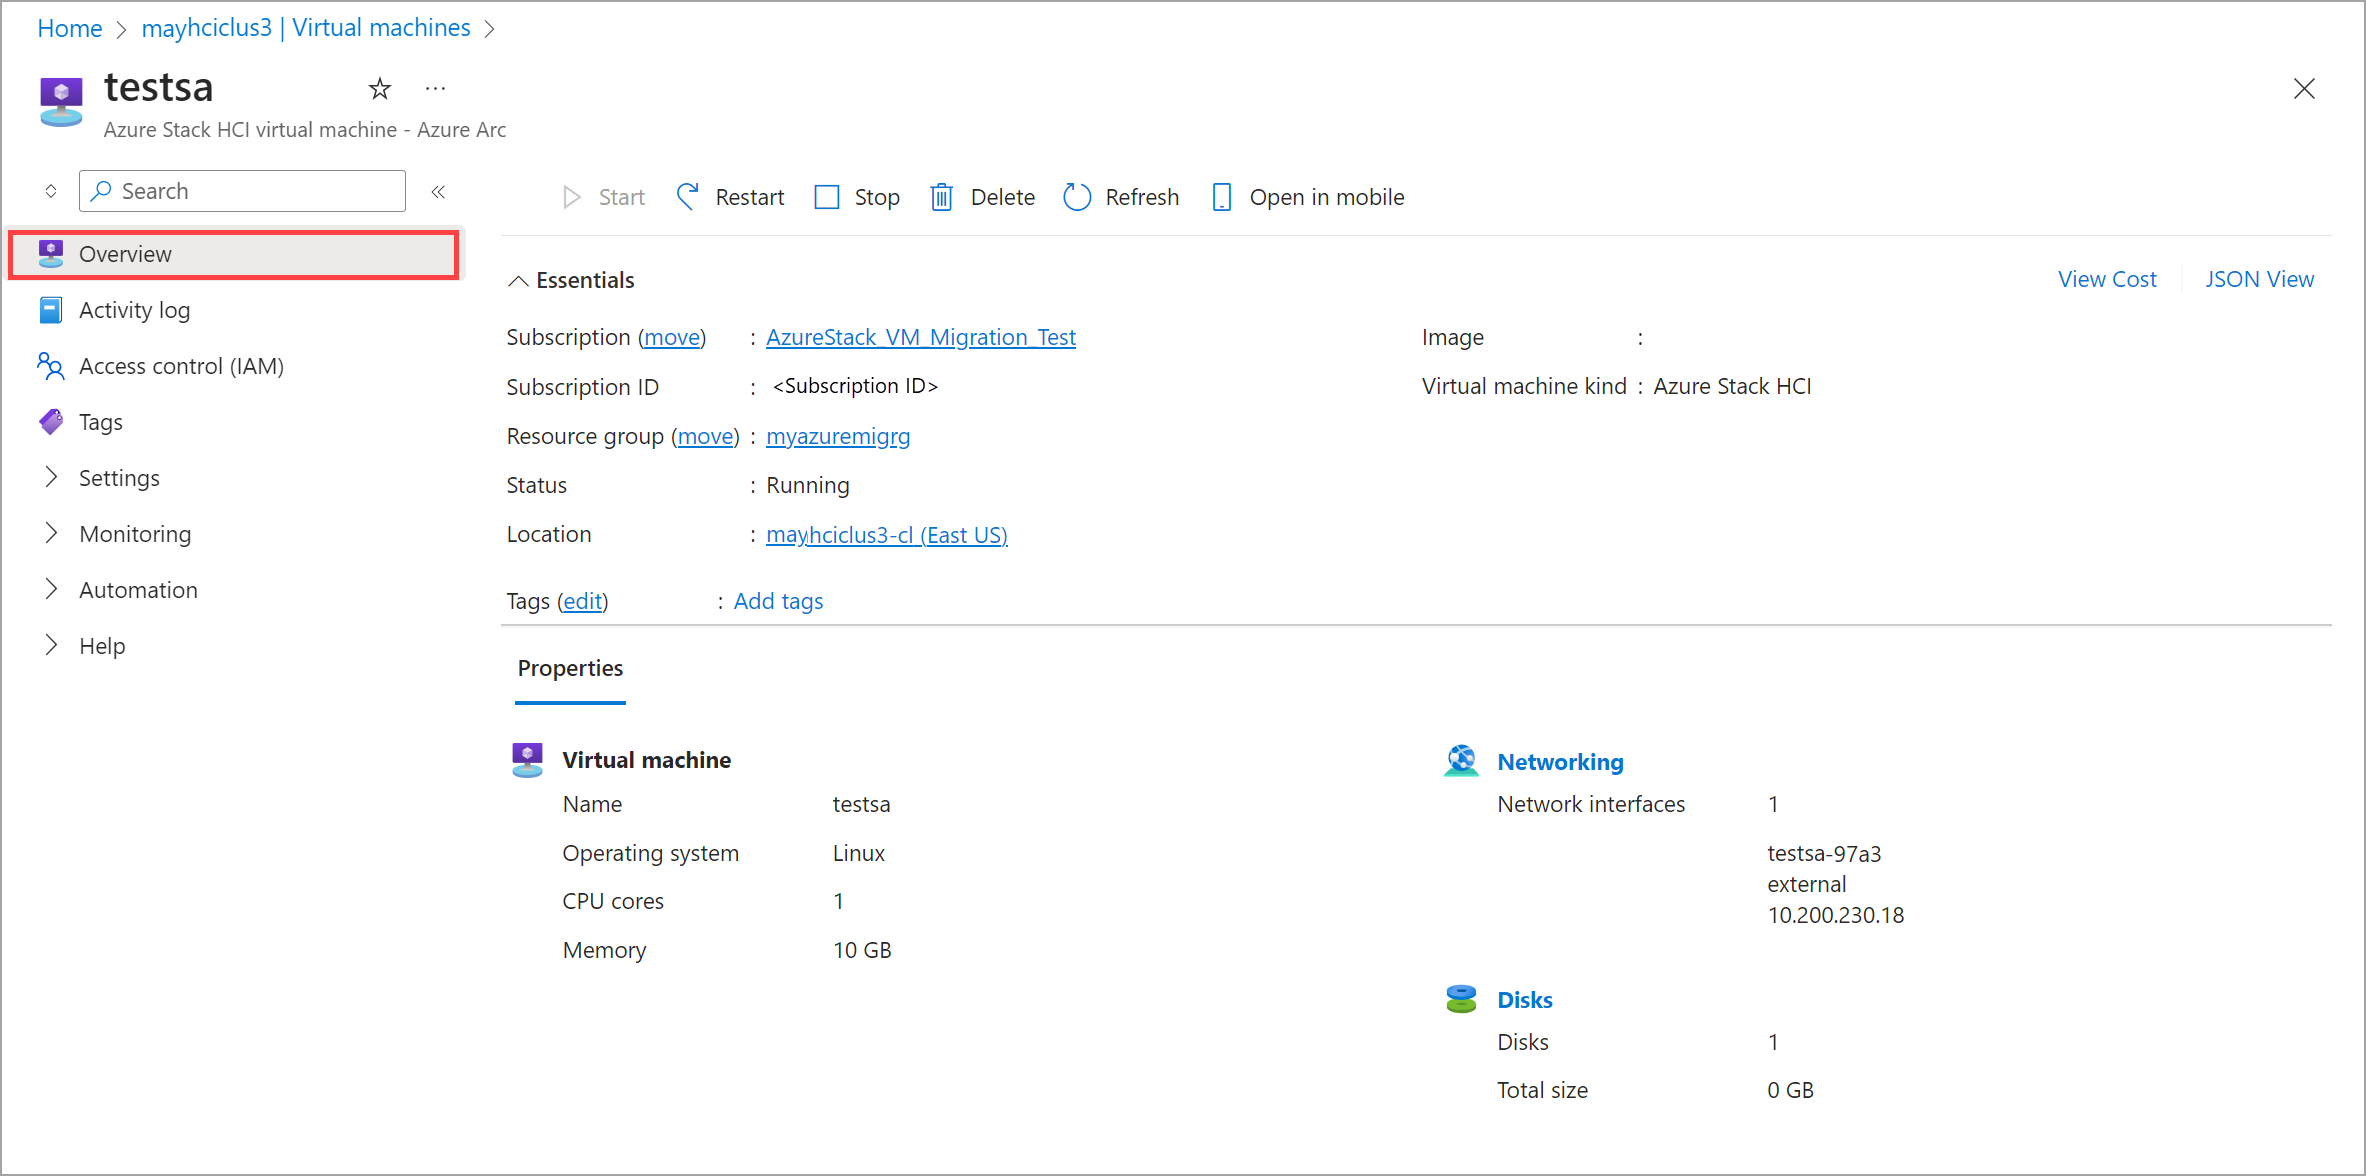 Home > mayhciclus3 | Virtual machines >
testsa
Azure Stack HCI virtual machine - Azure Arc
Search
Start
Restart
Stop
Delete
Refresh
Open in mobile
Overview
Activity log
Access control (IAM)
Tags
Settings
Monitoring
Automation
Help
Essentials
View Cost
JSON View
Subscription (move) : AzureStack_VM_Migration_Test
Subscription ID : <Subscription ID>
Resource group (move) : myazuremigrg
Status : Running
Location : mayhciclus3-cl (East US)
Image :
Virtual machine kind : Azure Stack HCI
Tags (edit) : Add tags
Properties
Virtual machine
Name testsa
Operating system Linux
CPU cores 1
Memory 10 GB
Networking
Network interfaces 1
testsa-97a3
external
10.200.230.18
Disks
Disks 1
Total size 0 GB